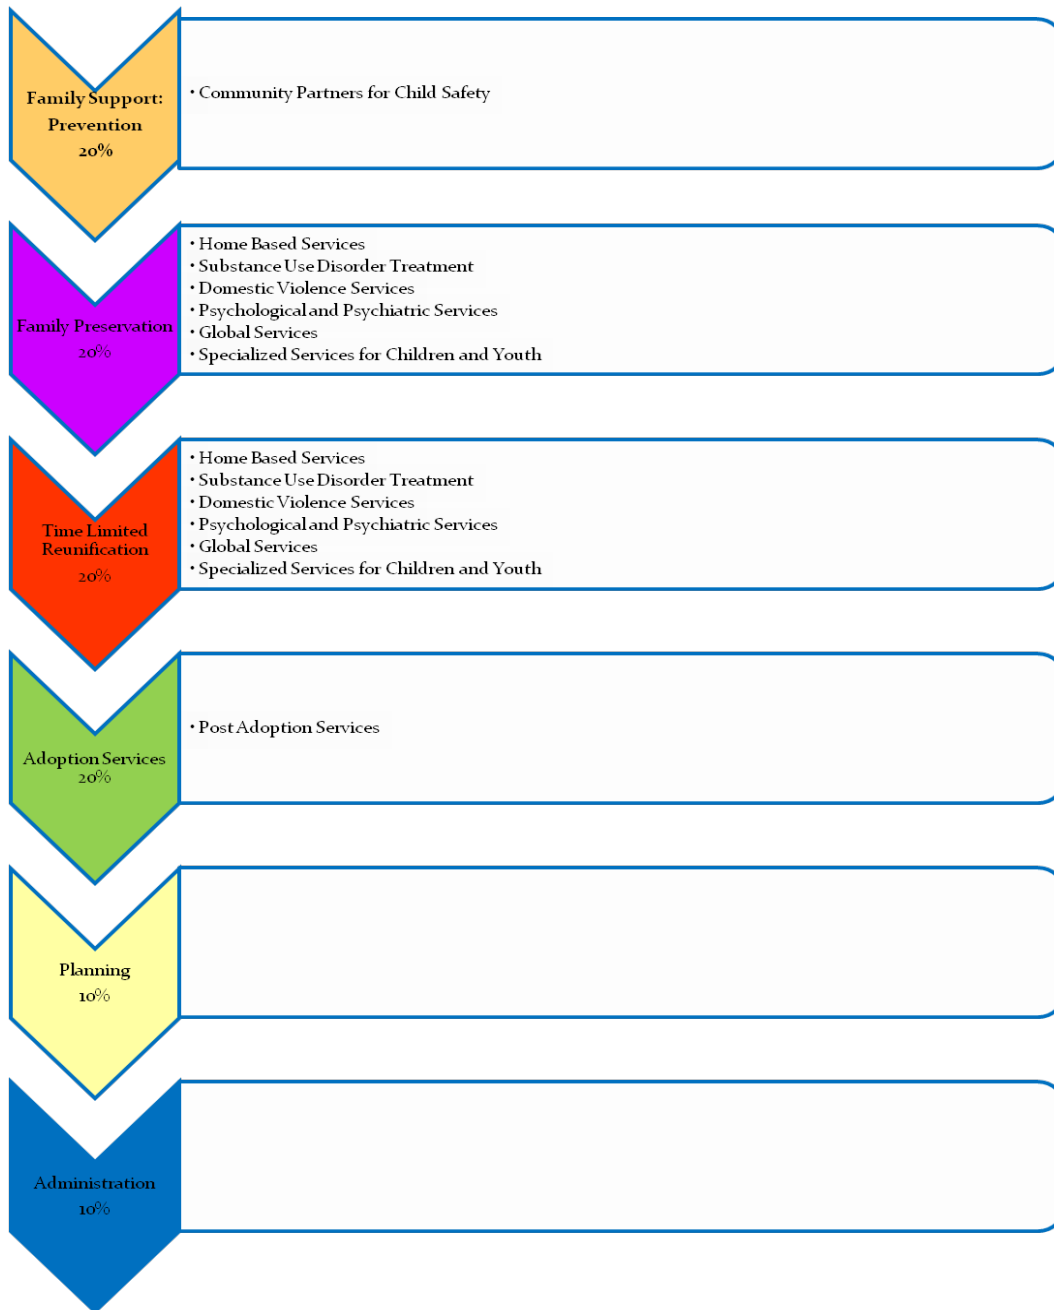 Family Support:
Prevention
20%
• Community Partners for Child Safety
Family Preservation
20%
• Home Based Services
• Substance Use Disorder Treatment
• Domestic Violence Services
• Psychological and Psychiatric Services
• Global Services
• Specialized Services for Children and Youth
Time Limited
Reunification
20%
• Home Based Services
• Substance Use Disorder Treatment
• Domestic Violence Services
• Psychological and Psychiatric Services
• Global Services
• Specialized Services for Children and Youth
Adoption Services
20%
• Post Adoption Services
Planning
10%
Administration
10%